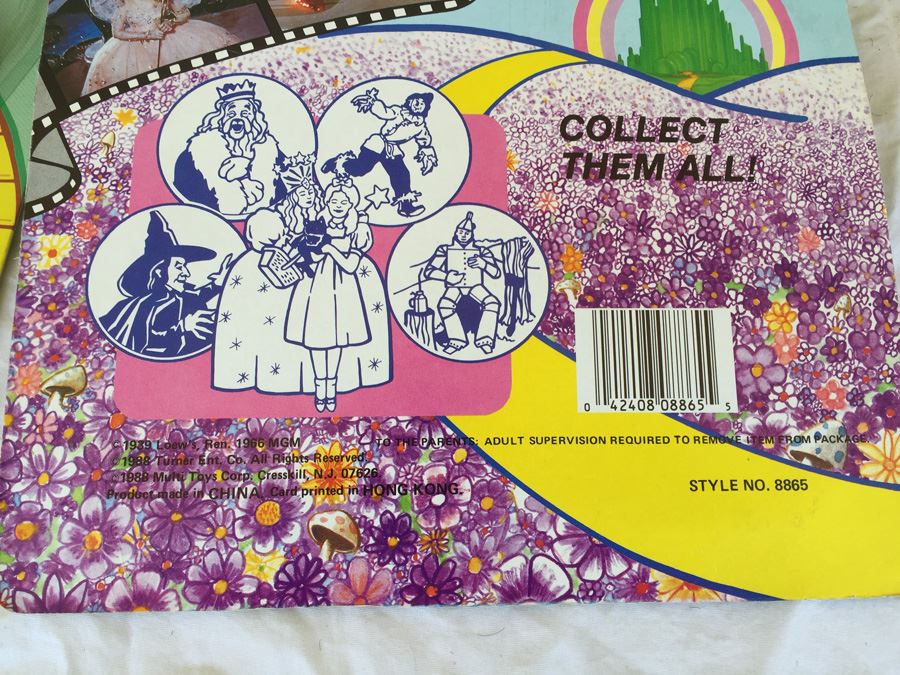 COLLECT
THEM ALL!
0 42408 08865 5
© 1939 Loew's, Ren. 1966 MGM
© 1988 Turner Ent. Co. All Rights Reserved.
© 1988 Multi Toys Corp. Cresskill, N.J. 07626
Product made in CHINA. Card printed in HONG KONG.
TO THE PARENTS: ADULT SUPERVISION REQUIRED TO REMOVE ITEM FROM PACKAGE.
STYLE NO. 8865